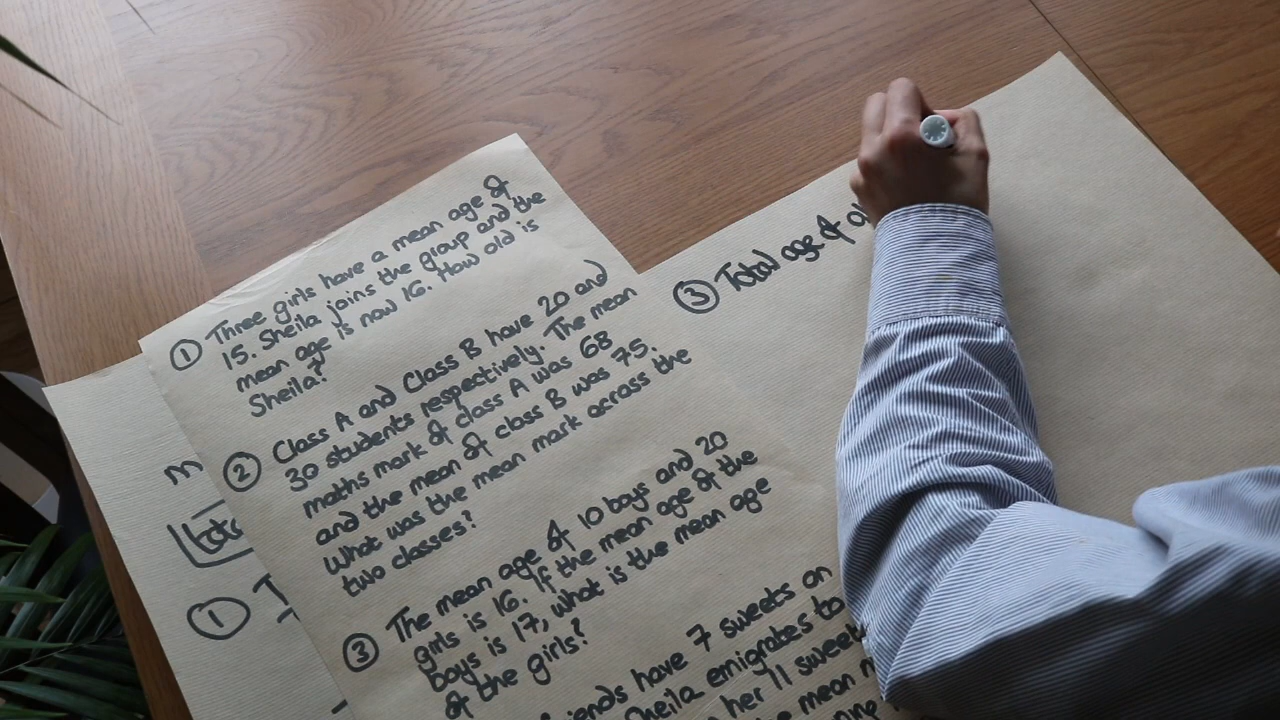 ① Three girls have a mean age of
15. Sheila joins the group and the
mean age is now 16. How old is
Sheila?
② Class A and Class B have 20 and
30 students respectively. The mean
maths mark of class A was 68
and the mean of class B was 75.
What was the mean mark across the
two classes?
③ The mean age of 10 boys and 20
girls is 16. If the mean age of the
boys is 17, what is the mean age
of the girls?
have 7 sweets on
Sheila emigrates to
her 11
the mean
③ Total age of
①